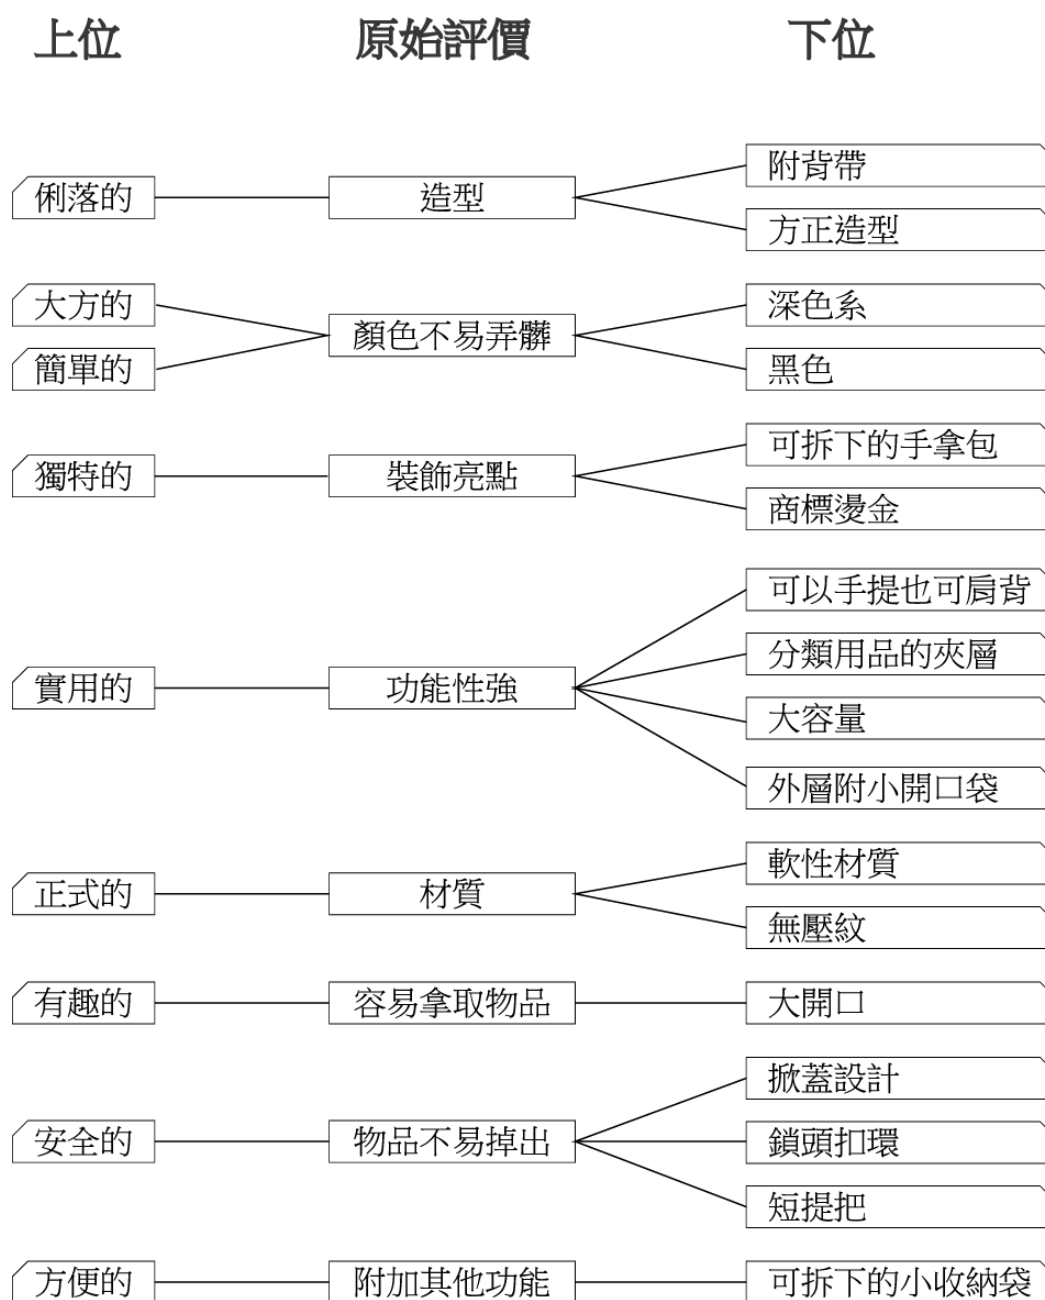 上位 原始評價 下位
俐落的 造型 附背帶
方正造型
大方的 顏色不易弄髒 深色系
簡單的 黑色
獨特的 裝飾亮點 可拆下的手拿包
商標燙金
可以手提也可肩背
分類用品的夾層
實用的 功能性強
大容量
外層附小開口袋
正式的 材質 軟性材質
無壓紋
有趣的 容易拿取物品 大開口
掀蓋設計
安全的 物品不易掉出 鎖頭扣環
短提把
方便的 附加其他功能 可拆下的小收納袋